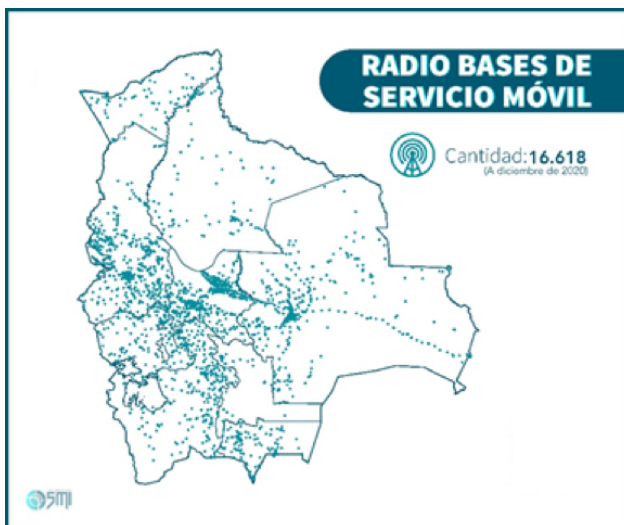 RADIO BASES DE
SERVICIO MÓVIL
Cantidad:16.618
(A diciembre de 2020)